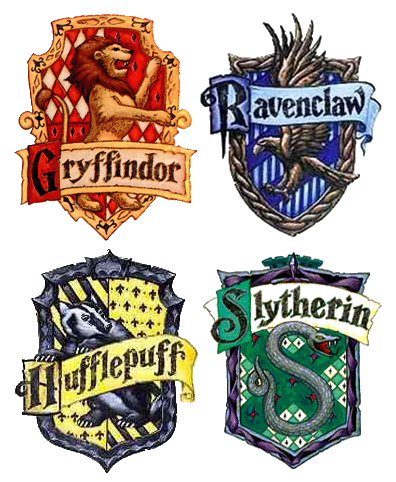 Gryffindor
Ravenclaw
Hufflepuff
Slytherin